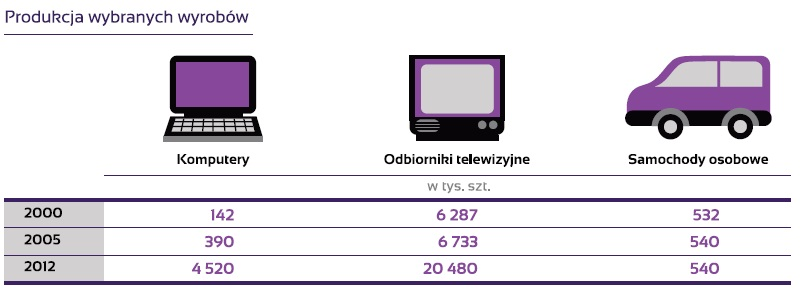 Produkcja wybranych wyrobów
Komputery Odbiorniki telewizyjne Samochody osobowe
w tys. szt.
2000 142 6 287 532
2005 390 6 733 540
2012 4 520 20 480 540